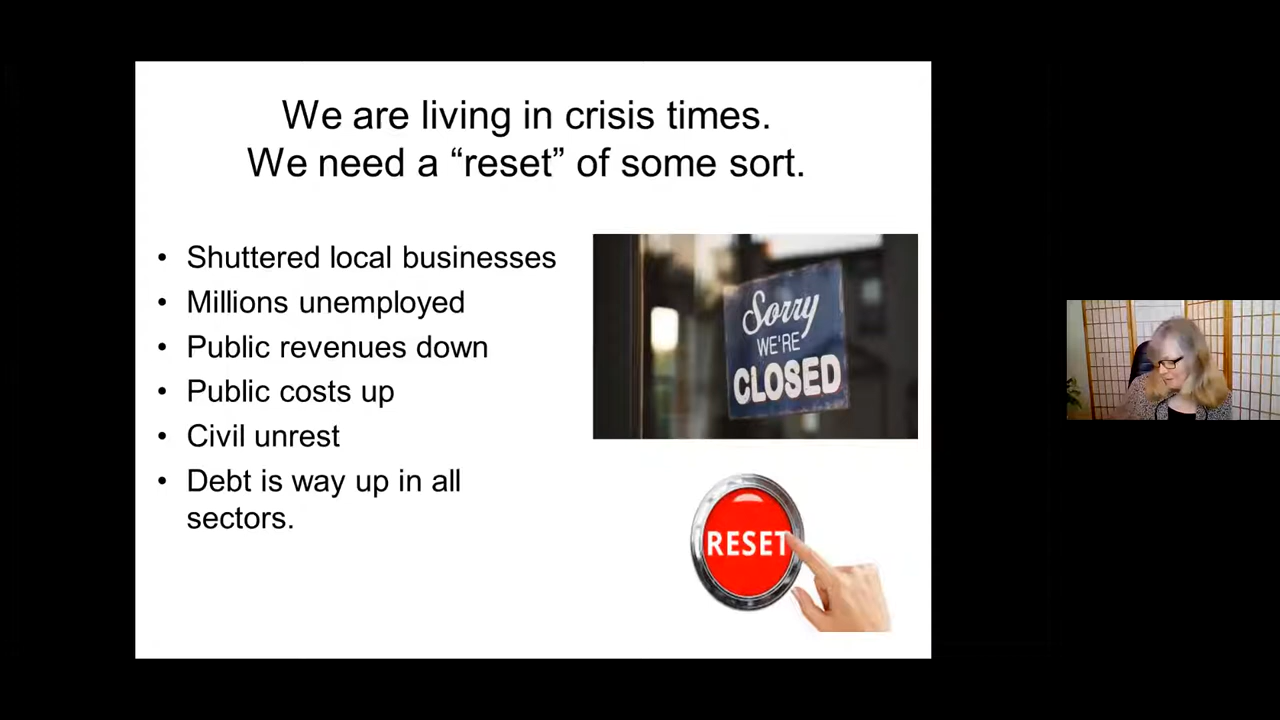 We are living in crisis times.
We need a “reset” of some sort.
• Shuttered local businesses
• Millions unemployed
• Public revenues down
• Public costs up
• Civil unrest
• Debt is way up in all
sectors.
Sorry
WE'RE
CLOSED
RESET